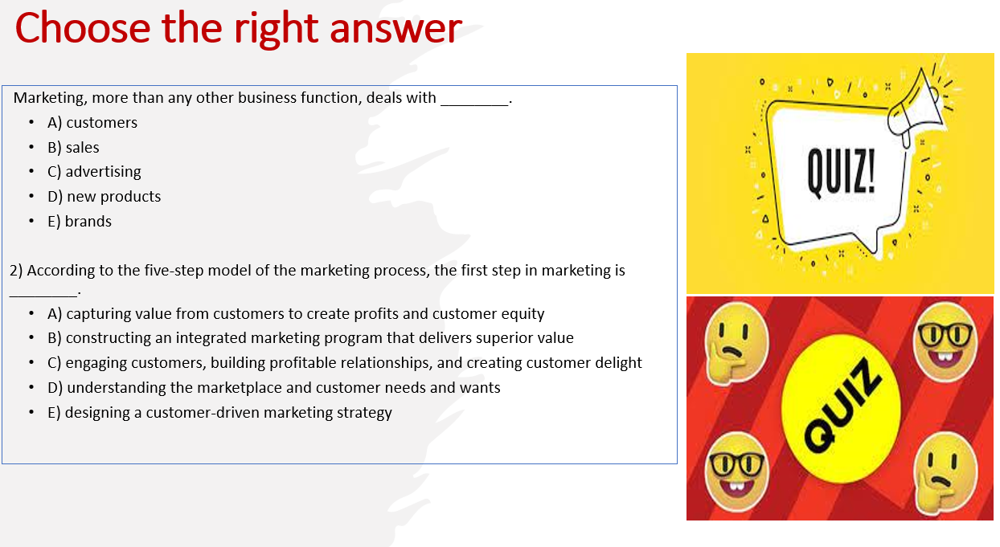 Choose the right answer
Marketing, more than any other business function, deals with ________.
• A) customers
• B) sales
• C) advertising
• D) new products
• E) brands
2) According to the five-step model of the marketing process, the first step in marketing is
________.
• A) capturing value from customers to create profits and customer equity
• B) constructing an integrated marketing program that delivers superior value
• C) engaging customers, building profitable relationships, and creating customer delight
• D) understanding the marketplace and customer needs and wants
• E) designing a customer-driven marketing strategy
QUIZ!
QUIZ